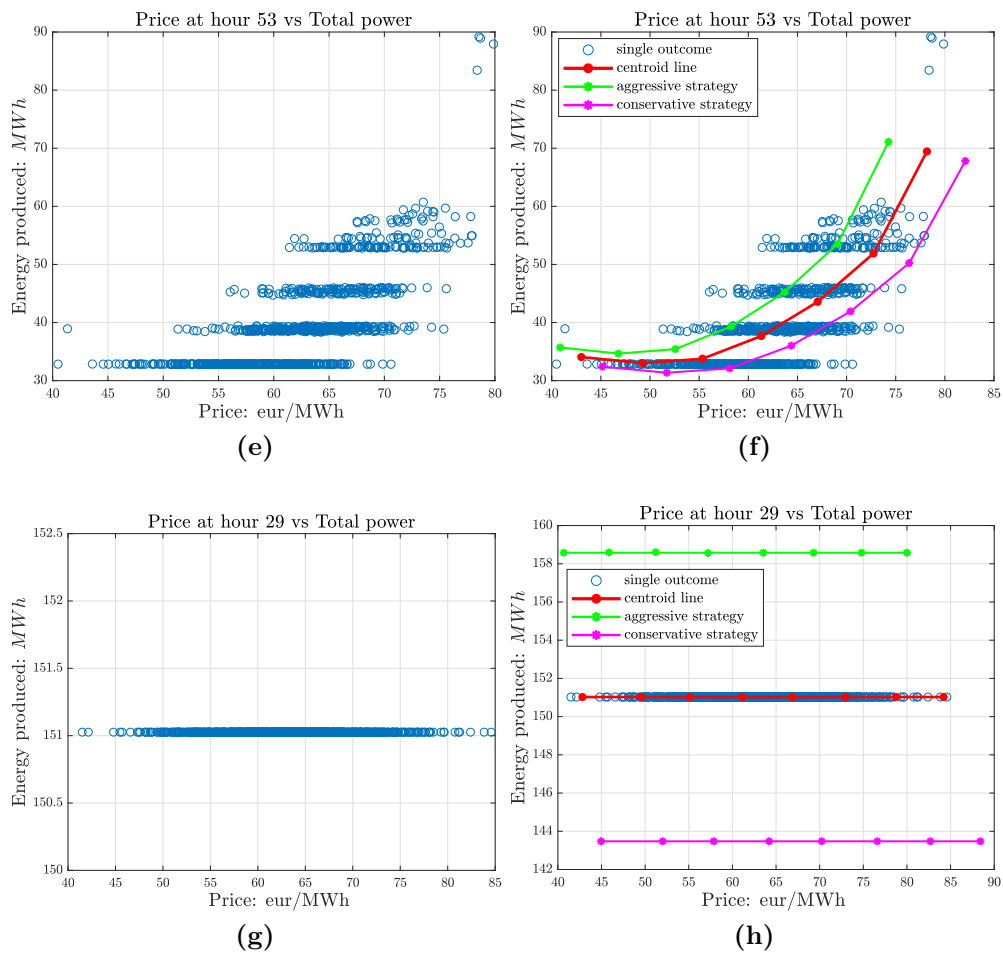 Price at hour 53 vs Total power
Energy produced: MWh
90
80
70
60
50
40
30
40 45 50 55 60 65 70 75 80
Price: eur/MWh
(e)
Price at hour 53 vs Total power
single outcome
centroid line
aggressive strategy
conservative strategy
Energy produced: MWh
90
80
70
60
50
40
30
40 45 50 55 60 65 70 75 80 85
Price: eur/MWh
(f)
Price at hour 29 vs Total power
Energy produced: MWh
152.5
152
151.5
151
150.5
150
40 45 50 55 60 65 70 75 80 85
Price: eur/MWh
(g)
Price at hour 29 vs Total power
single outcome
centroid line
aggressive strategy
conservative strategy
Energy produced: MWh
160
158
156
154
152
150
148
146
144
142
40 45 50 55 60 65 70 75 80 85 90
Price: eur/MWh
(h)